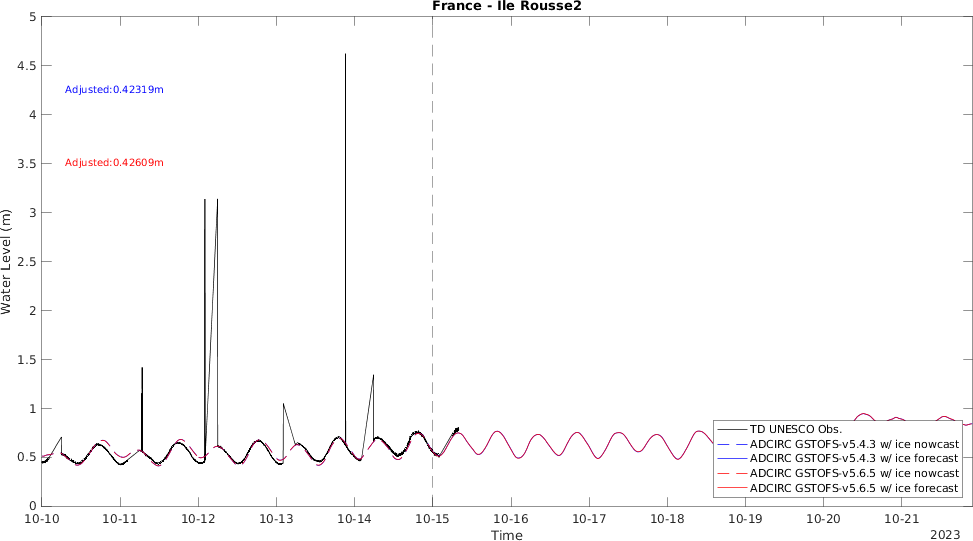 France - Ile Rousse2
Water Level (m)
5
4.5
4
3.5
3
2.5
2
1.5
1
0.5
0
Adjusted:0.42319m
Adjusted:0.42609m
TD UNESCO Obs.
ADCIRC GSTOFS-v5.4.3 w/ ice nowcast
ADCIRC GSTOFS-v5.4.3 w/ ice forecast
ADCIRC GSTOFS-v5.6.5 w/ ice nowcast
ADCIRC GSTOFS-v5.6.5 w/ ice forecast
10-10 10-11 10-12 10-13 10-14 10-15 10-16 10-17 10-18 10-19 10-20 10-21
Time
2023